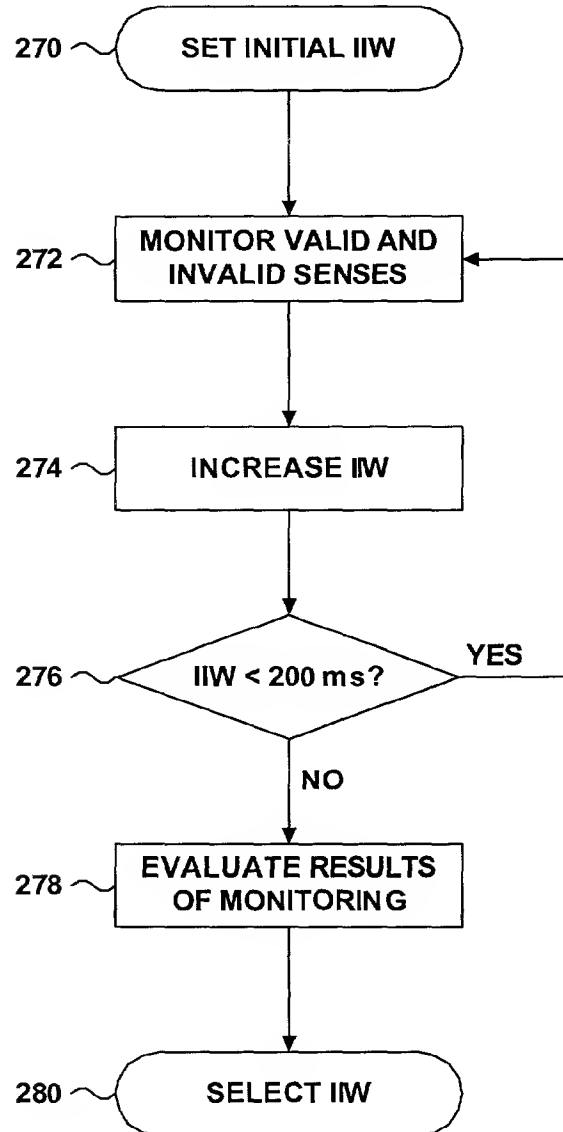 270
SET INITIAL IIW
272
MONITOR VALID AND
INVALID SENSES
274
INCREASE IIW
276
IIW < 200 ms?
YES
NO
278
EVALUATE RESULTS
OF MONITORING
280
SELECT IIW